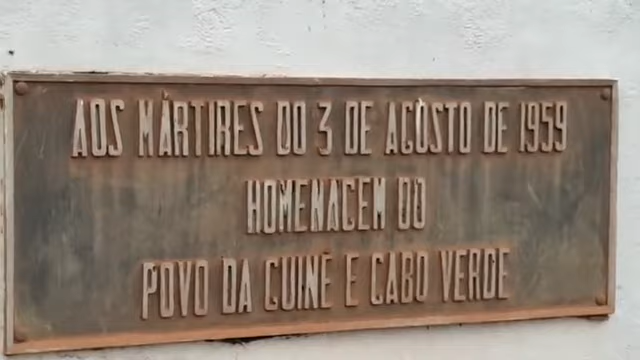 AOS MÁRTIRES DO 3 DE AGOSTO DE 1959
HOMENAGEM DO
POVO DA GUINÉ E CABO VERDE